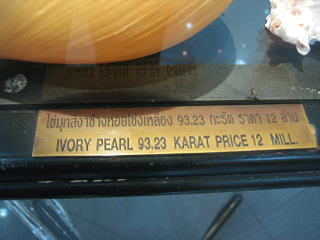 ไข่มุกสีงาช้างหอยโข่งเหลือง 93.23 กะรัต ราคา 12 ล้าน
IVORY PEARL 93.23 KARAT PRICE 12 MILL.